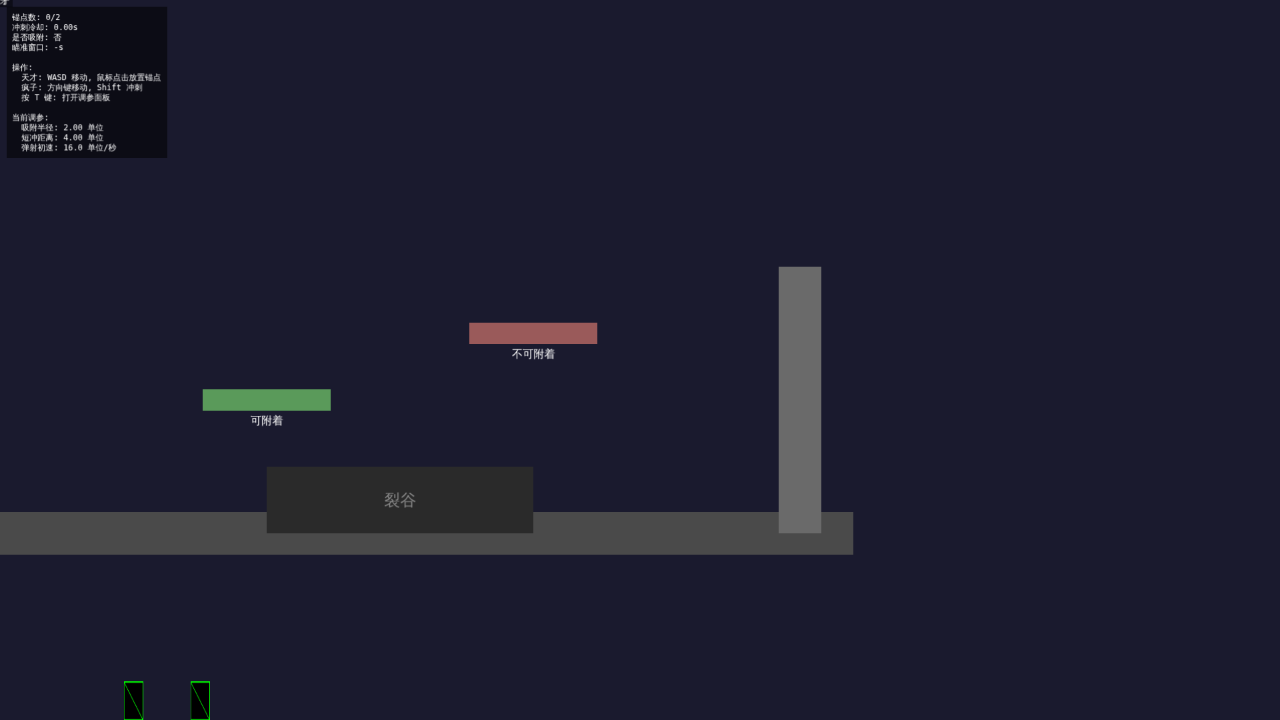 锚点数: 0/2
冲刺冷却: 0.00s
是否吸附: 否
瞄准窗口: -s
操作:
天才: WASD 移动, 鼠标点击放置锚点
疯子: 方向键移动, Shift 冲刺
按 T 键: 打开调参面板
当前调参:
吸附半径: 2.00 单位
短冲距离: 4.00 单位
弹射初速: 16.0 单位/秒
不可附着
可附着
裂谷